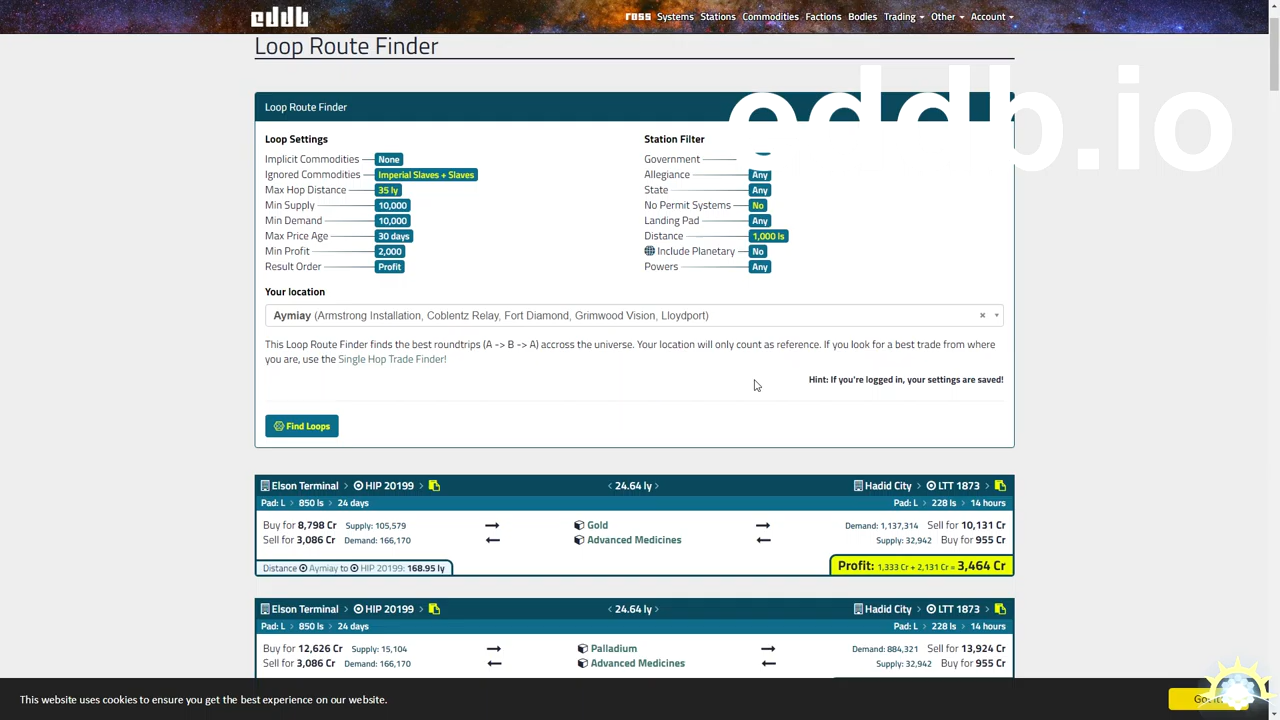 eddb
ross Systems Stations Commodities Factions Bodies Trading Other Account
Loop Route Finder
eddb.io
Loop Route Finder
Loop Settings
Implicit Commodities None
Ignored Commodities Imperial Slaves + Slaves
Max Hop Distance 35 ly
Min Supply 10,000
Min Demand 10,000
Max Price Age 30 days
Min Profit 2,000
Result Order Profit
Station Filter
Government
Allegiance Any
State Any
No Permit Systems No
Landing Pad Any
Distance 1,000 ls
Include Planetary No
Powers Any
Your location
Aymiay (Armstrong Installation, Coblentz Relay, Fort Diamond, Grimwood Vision, Lloydport) ×
This Loop Route Finder finds the best roundtrips (A -> B -> A) accross the universe. Your location will only count as reference. If you look for a best trade from where
you are, use the Single Hop Trade Finder!
Hint: If you're logged in, your settings are saved!
Find Loops
Elson Terminal > HIP 20199 > < 24.64 ly > Hadid City > LTT 1873 >
Pad: L > 850 ls > 24 days Pad: L > 228 ls > 14 hours
Buy for 8,798 Cr Supply: 105,579 → Gold → Demand: 1,137,314 Sell for 10,131 Cr
Sell for 3,086 Cr Demand: 166,170 ← Advanced Medicines ← Supply: 32,942 Buy for 955 Cr
Distance Aymiay to HIP 20199: 168.95 ly Profit: 1,333 Cr + 2,131 Cr = 3,464 Cr
Elson Terminal > HIP 20199 > < 24.64 ly > Hadid City > LTT 1873 >
Pad: L > 850 ls > 24 days Pad: L > 228 ls > 14 hours
Buy for 12,626 Cr Supply: 15,104 → Palladium → Demand: 884,321 Sell for 13,924 Cr
Sell for 3,086 Cr Demand: 166,170 ← Advanced Medicines ← Supply: 32,942 Buy for 955 Cr
This website uses cookies to ensure you get the best experience on our website.